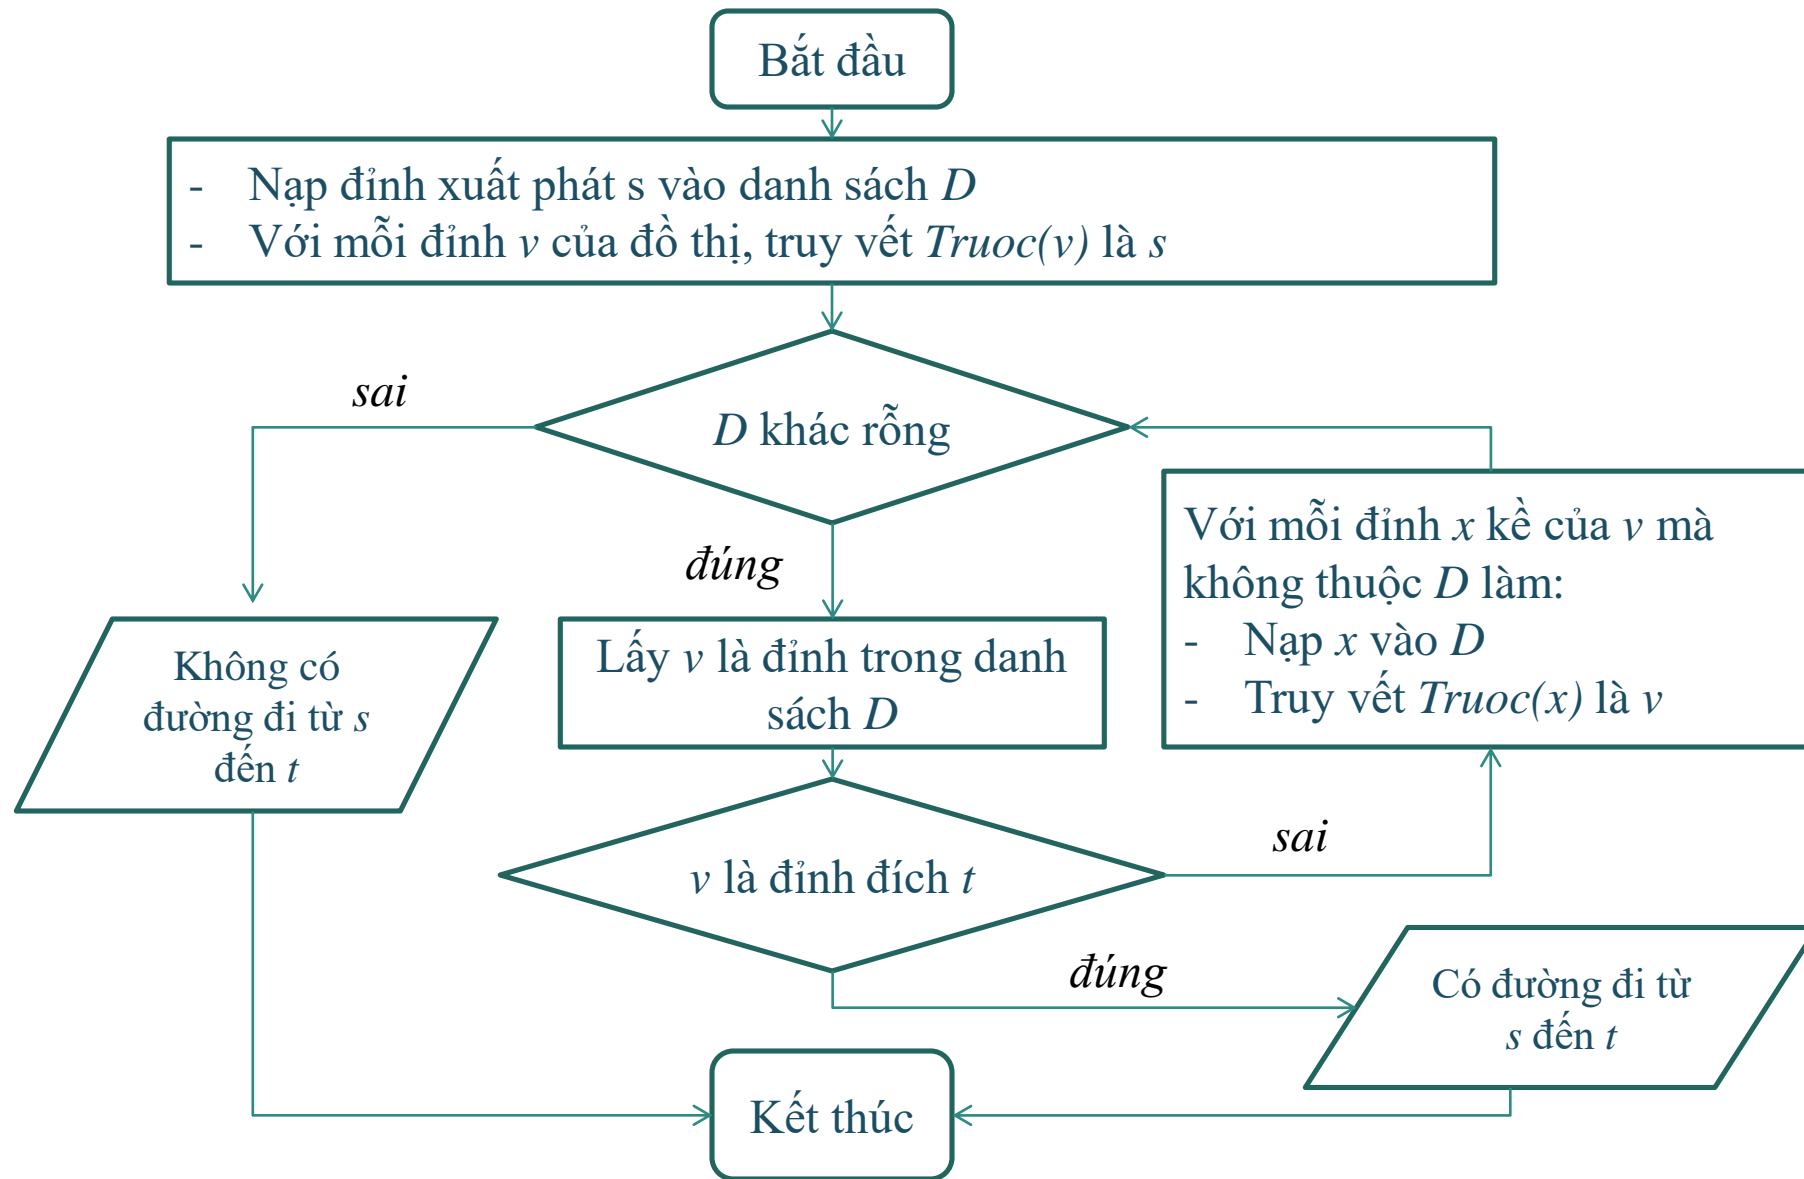 Bắt đầu
- Nạp đỉnh xuất phát s vào danh sách D
- Với mỗi đỉnh v của đồ thị, truy vết Truoc(v) là s
sai
D khác rỗng
đúng
Với mỗi đỉnh x kề của v mà
không thuộc D làm:
- Nạp x vào D
- Truy vết Truoc(x) là v
Không có
đường đi từ s
đến t
Lấy v là đỉnh trong danh
sách D
v là đỉnh đích t
sai
đúng
Có đường đi từ
s đến t
Kết thúc